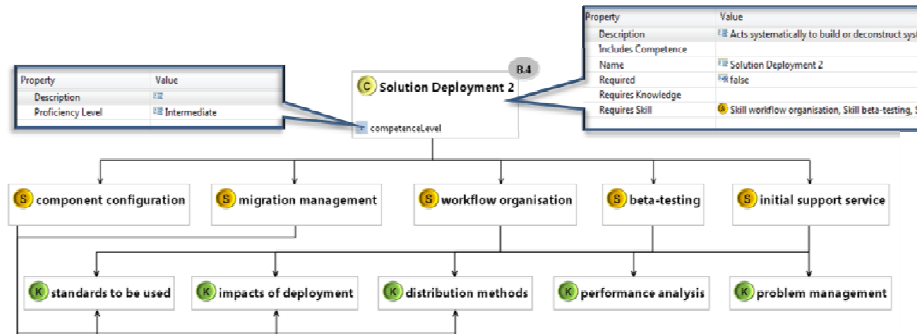 Property Value
Description Acts systematically to build or deconstruct syst
Includes Competence
Name Solution Deployment 2
Required false
Requires Knowledge
Requires Skill Skill workflow organisation, Skill beta-testing, S
B.4
Property Value
Description
Proficiency Level Intermediate
C Solution Deployment 2
competenceLevel
S component configuration
S migration management
S workflow organisation
S beta-testing
S initial support service
K standards to be used
K impacts of deployment
K distribution methods
K performance analysis
K problem management